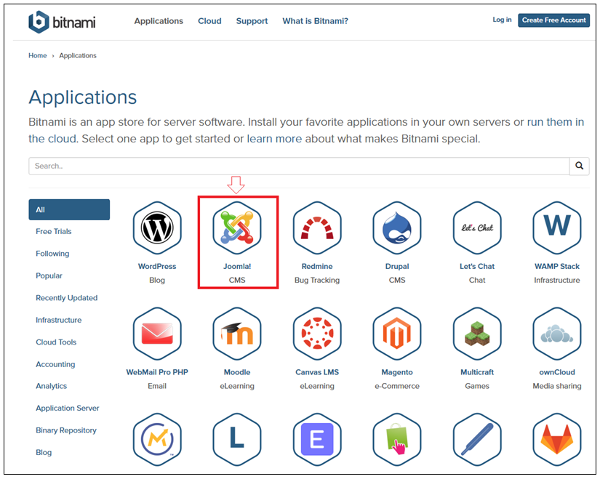 bitnami
Applications Cloud Support What is Bitnami?
Log in Create Free Account
Home › Applications
Applications
Bitnami is an app store for server software. Install your favorite applications in your own servers or run them in
the cloud. Select one app to get started or learn more about what makes Bitnami special.
Search..
All
Free Trials
Following
Popular
Recently Updated
Infrastructure
Cloud Tools
Accounting
Analytics
Application Server
Binary Repository
Blog
W
Let's Chat
W
WordPress Joomla! Redmine Drupal Let's Chat WAMP Stack
Blog CMS Bug Tracking CMS Chat Infrastructure
m
WebMail Pro PHP Moodle Canvas LMS Magento Multicraft ownCloud
Email eLearning eLearning e-Commerce Games Media sharing
L E